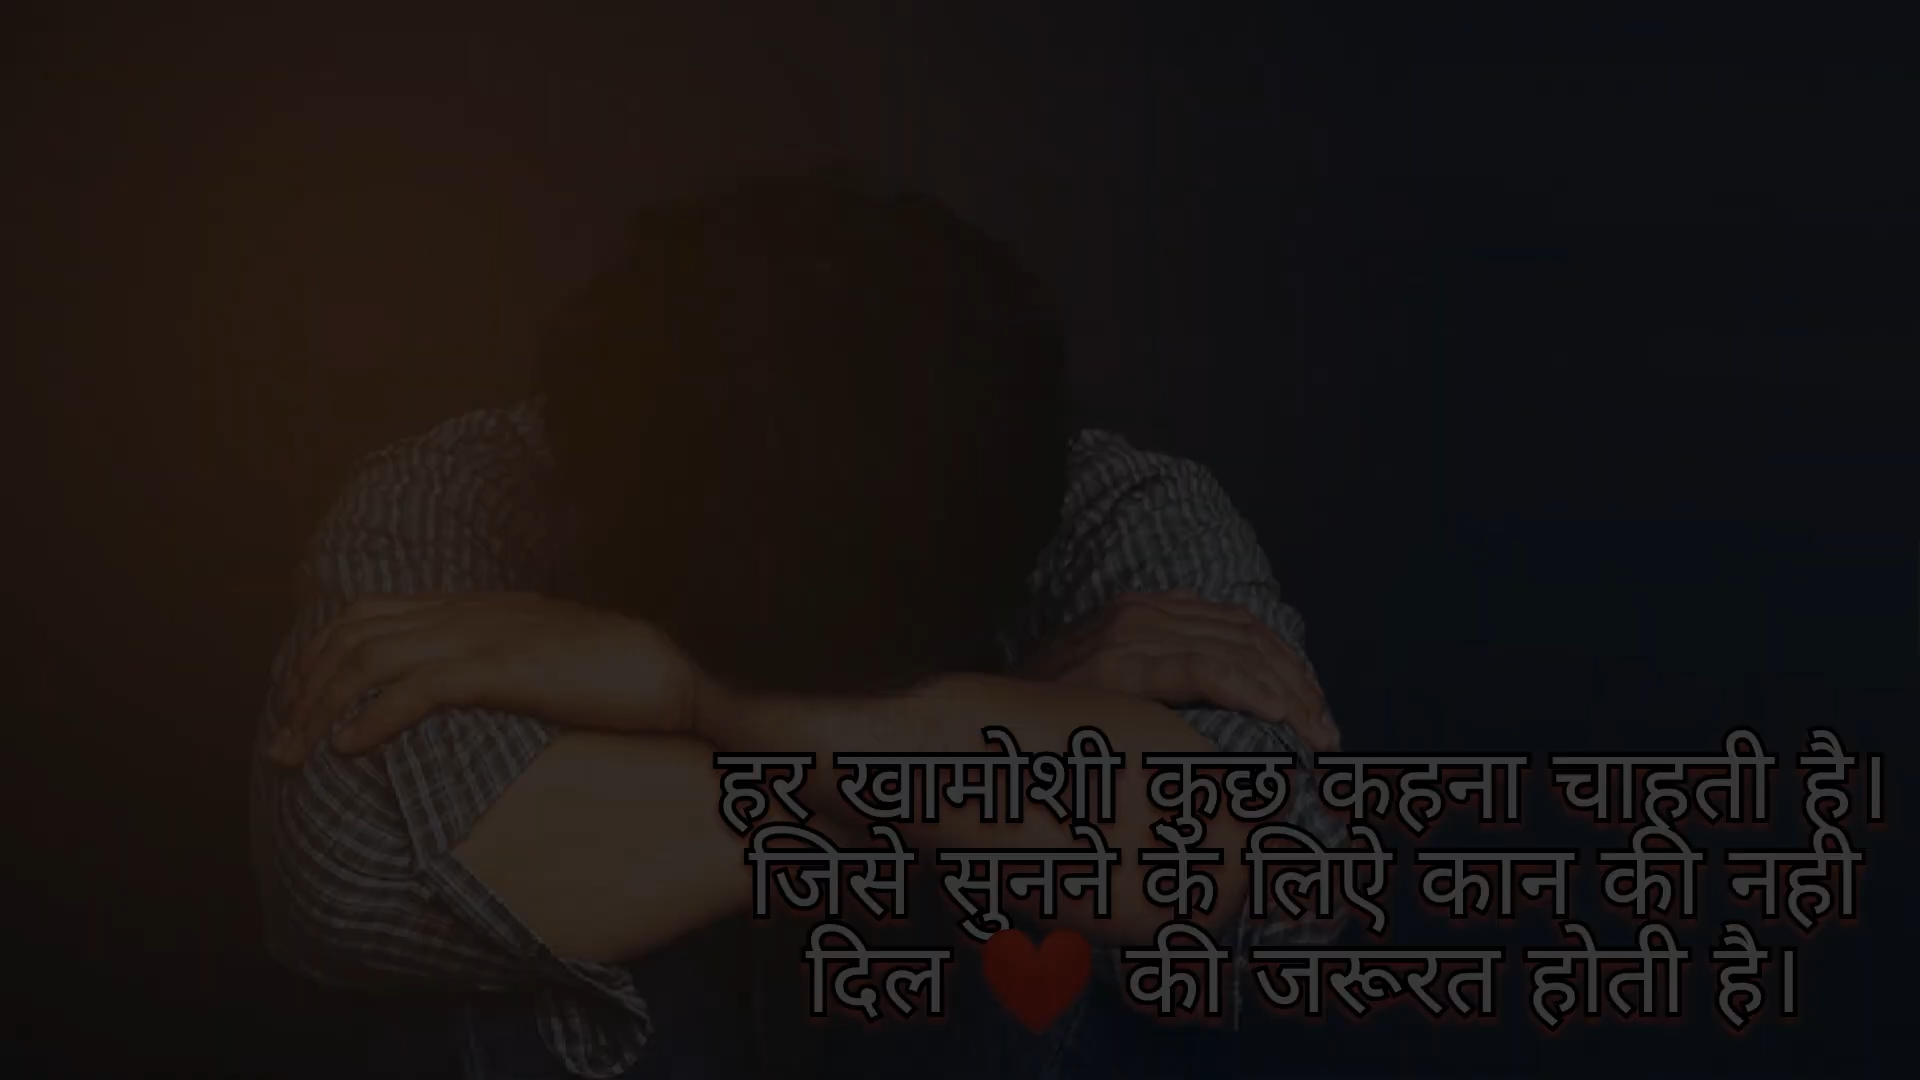 हर खामोशी कुछ कहना चाहती है।
जिसे सुनने के लिऐ कान की नही
दिल ❤️ की जरूरत होती है।